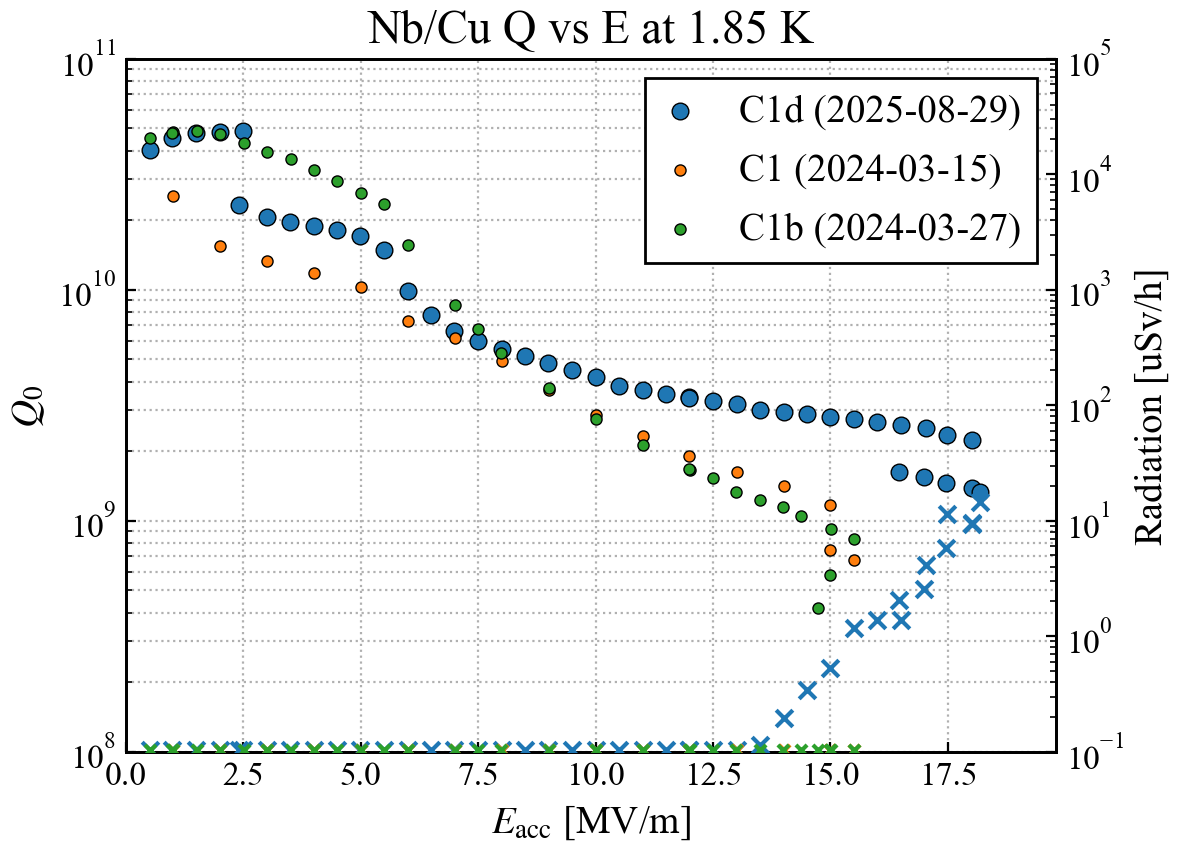 Nb/Cu Q vs E at 1.85 K
10^11
10^10
10^9
10^8
Q_0
C1d (2025-08-29)
C1 (2024-03-15)
C1b (2024-03-27)
10^5
10^4
10^3
10^2
10^1
10^0
10^−1
Radiation [uSv/h]
0.0 2.5 5.0 7.5 10.0 12.5 15.0 17.5
E_acc [MV/m]